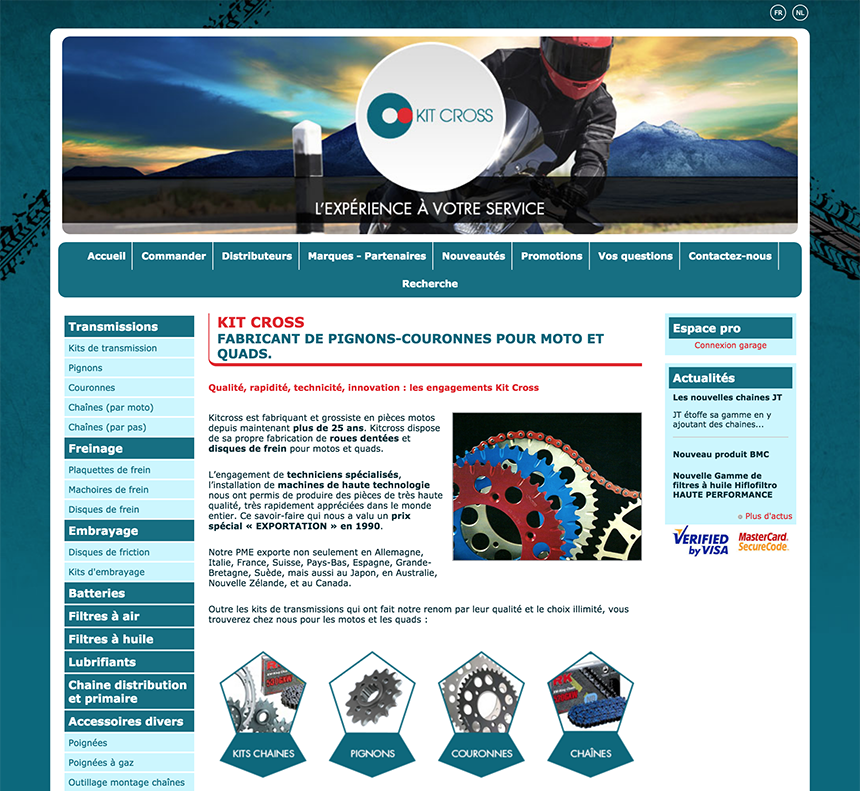 FR NL
KIT CROSS
L'EXPÉRIENCE À VOTRE SERVICE
Accueil Commander Distributeurs Marques - Partenaires Nouveautés Promotions Vos questions Contactez-nous
Recherche
Transmissions
Kits de transmission
Pignons
Couronnes
Chaînes (par moto)
Chaînes (par pas)
Freinage
Plaquettes de frein
Machoires de frein
Disques de frein
Embrayage
Disques de friction
Kits d'embrayage
Batteries
Filtres à air
Filtres à huile
Lubrifiants
Chaine distribution
et primaire
Accessoires divers
Poignées
Poignées à gaz
Outillage montage chaînes
KIT CROSS
FABRICANT DE PIGNONS-COURONNES POUR MOTO ET
QUADS.
Qualité, rapidité, technicité, innovation : les engagements Kit Cross
Kitcross est fabriquant et grossiste en pièces motos
depuis maintenant plus de 25 ans. Kitcross dispose
de sa propre fabrication de roues dentées et
disques de frein pour motos et quads.
L'engagement de techniciens spécialisés,
l'installation de machines de haute technologie
nous ont permis de produire des pièces de très haute
qualité, très rapidement appréciées dans le monde
entier. Ce savoir-faire qui nous a valu un prix
spécial « EXPORTATION » en 1990.
Notre PME exporte non seulement en Allemagne,
Italie, France, Suisse, Pays-Bas, Espagne, Grande-
Bretagne, Suède, mais aussi au Japon, en Australie,
Nouvelle Zélande, et au Canada.
Outre les kits de transmissions qui ont fait notre renom par leur qualité et le choix illimité, vous
trouverez chez nous pour les motos et les quads :
KITS CHAINES
PIGNONS
COURONNES
RK
CHAÎNES
Espace pro
Connexion garage
Actualités
Les nouvelles chaines JT
JT étoffe sa gamme en y
ajoutant des chaines...
Nouveau produit BMC
Nouvelle Gamme de
filtres à huile Hiflofiltro
HAUTE PERFORMANCE
Plus d'actus
VERIFIED
by VISA
MasterCard.
SecureCode.